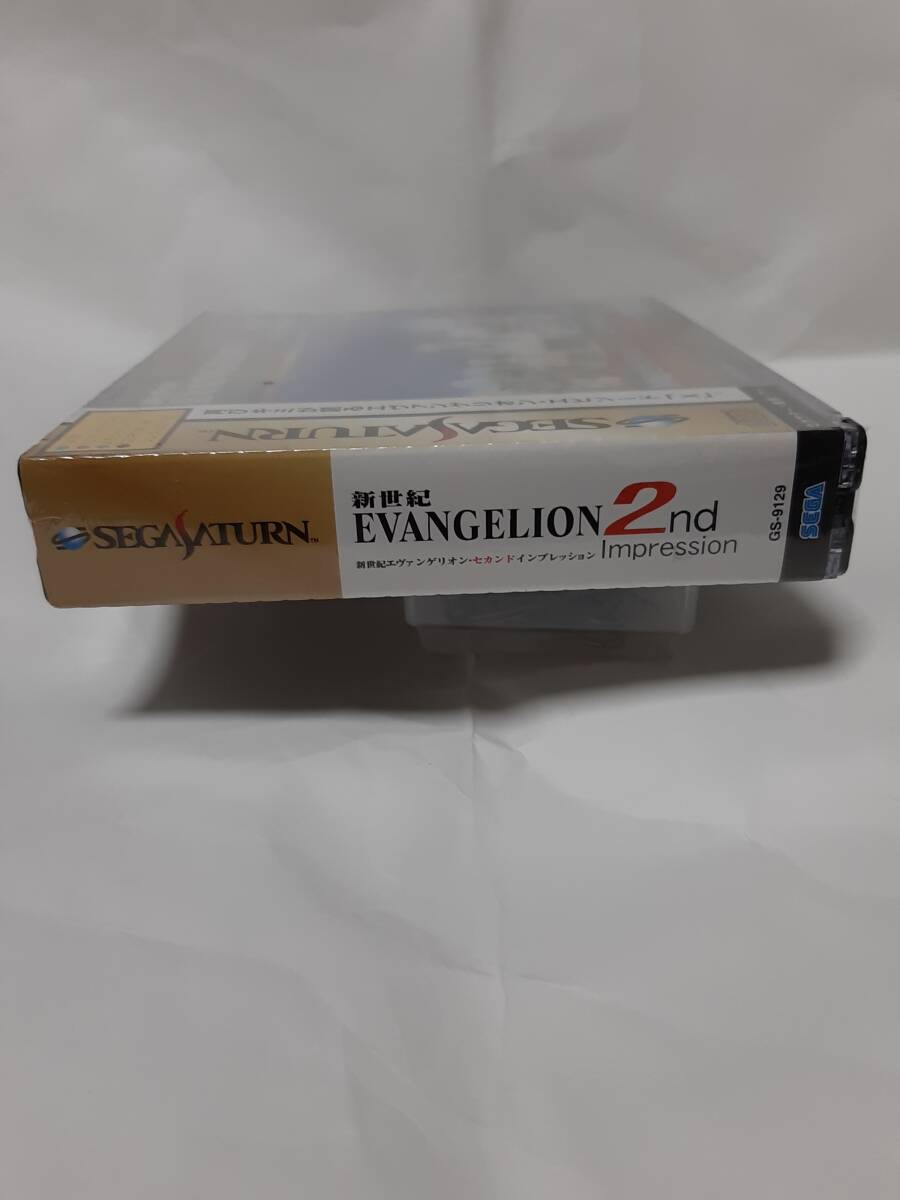 SEGA SATURN
SEGA SATURN™
新世紀
EVANGELION 2nd
Impression
新世紀エヴァンゲリオン・セカンドインプレッション
GS-9129
SEGA